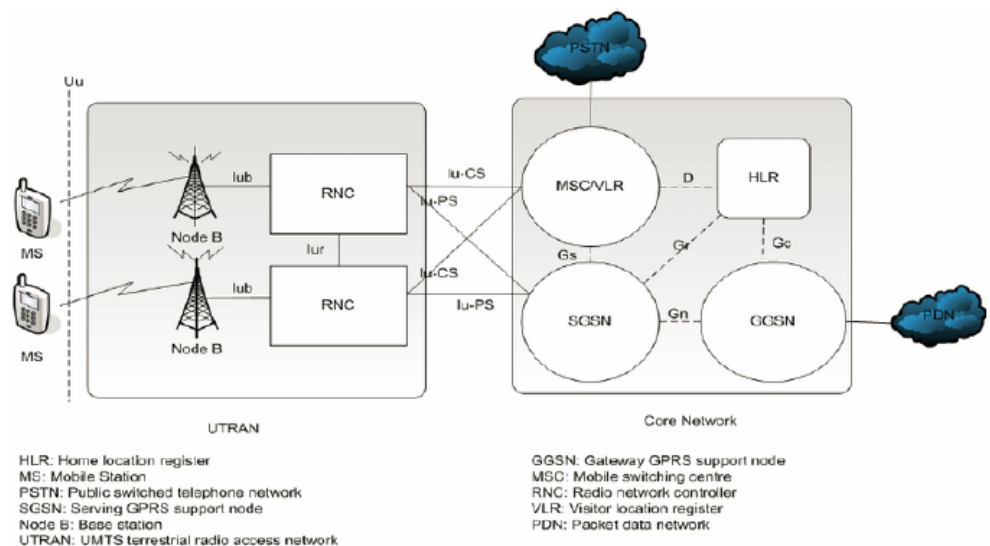 PSTN
Uu
Iub
RNC
Iu-CS
MSC/VLR
D
HLR
Iu-PS
Node B
MS
Iur
Gs
Gr
Gc
Iu-CS
Iub
RNC
Iu-PS
SGSN
Gn
GGSN
PDN
Node B
MS
UTRAN
Core Network
HLR: Home location register
MS: Mobile Station
PSTN: Public switched telephone network
SGSN: Serving GPRS support node
Node B: Base station
UTRAN: UMTS terrestrial radio access network
GGSN: Gateway GPRS support node
MSC: Mobile switching centre
RNC: Radio network controller
VLR: Visitor location register
PDN: Packet data network